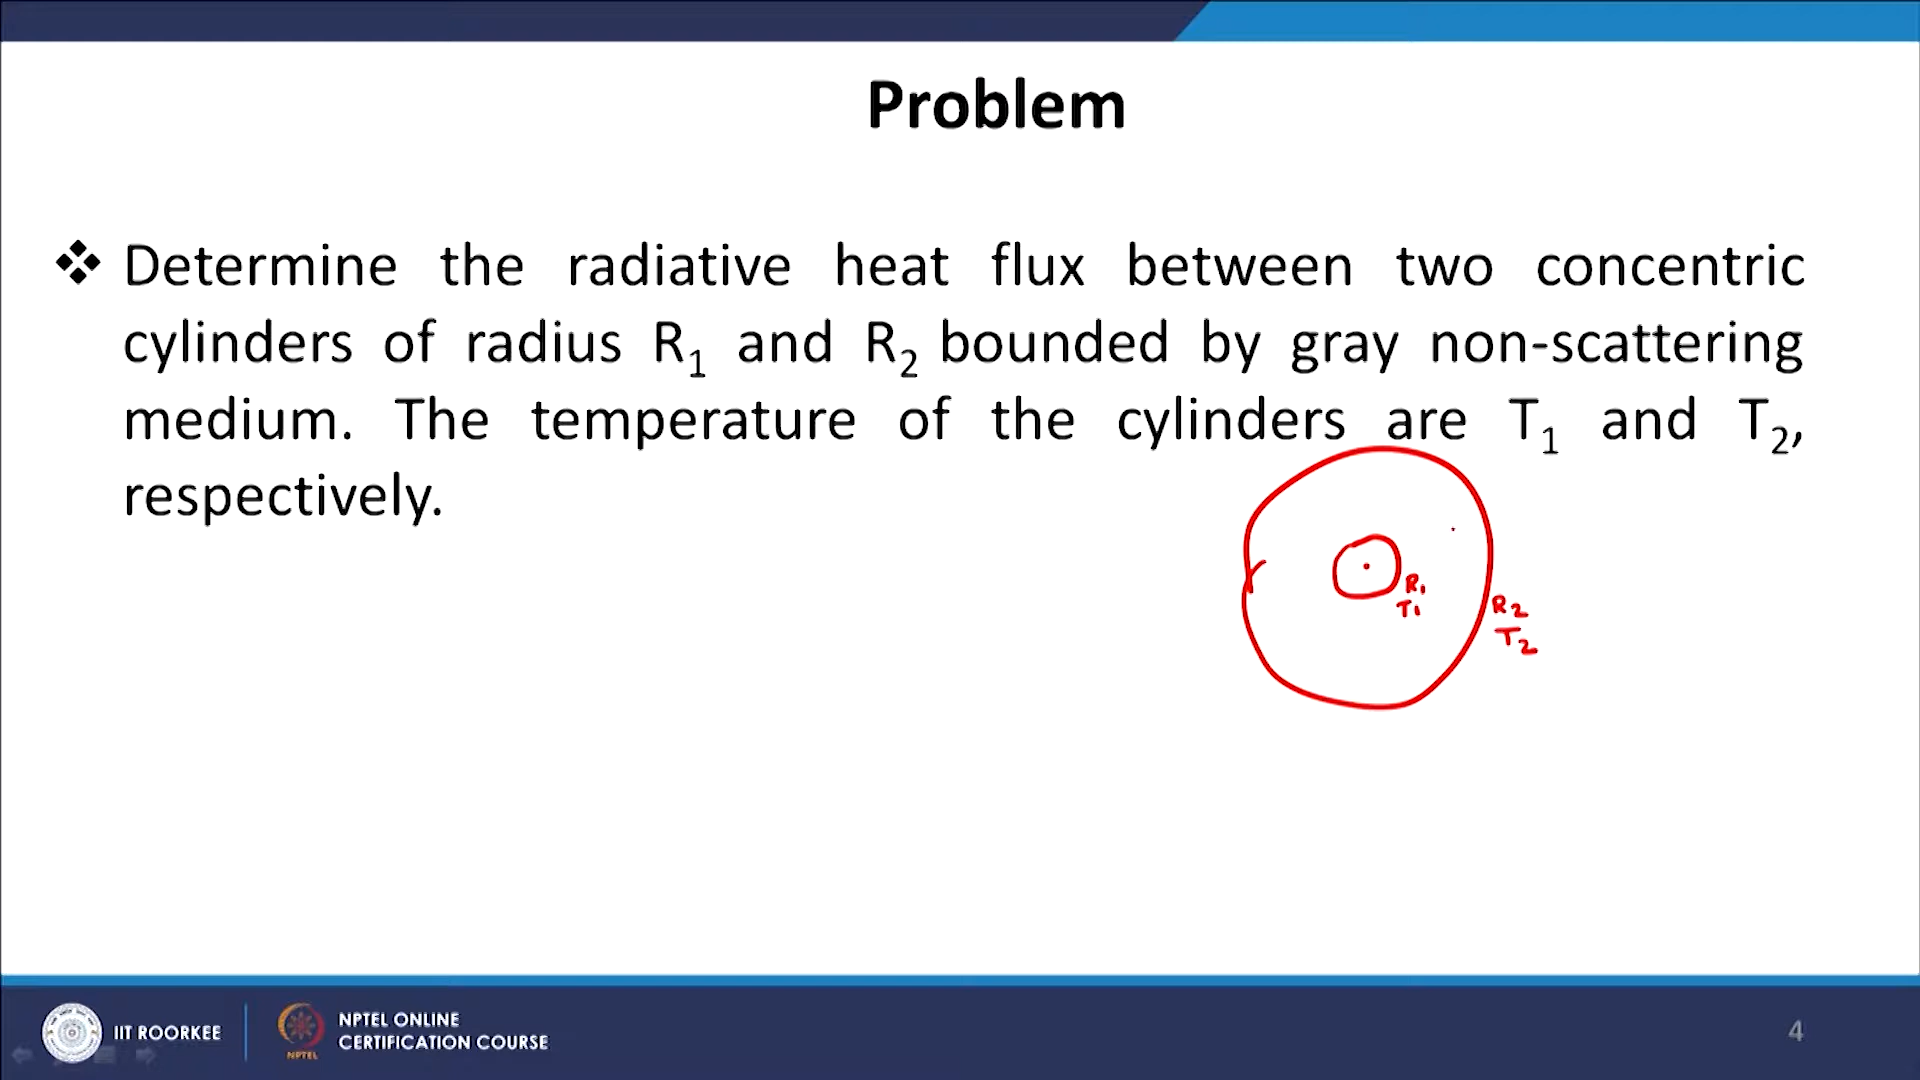 Problem
❖ Determine the radiative heat flux between two concentric
cylinders of radius R₁ and R₂ bounded by gray non-scattering
medium. The temperature of the cylinders are T₁ and T₂,
respectively.
R₁
T₁
R₂
T₂
IIT ROORKEE
NPTEL
NPTEL ONLINE
CERTIFICATION COURSE
4